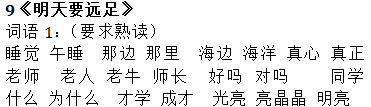 9《明天要远足》
词语 1：（要求熟读）
睡觉 午睡 那边 那里 海边 海洋 真心 真正
老师 老人 老牛 师长 好吗 对吗 同学
什么 为什么 才学 成才 光亮 亮晶晶 明亮